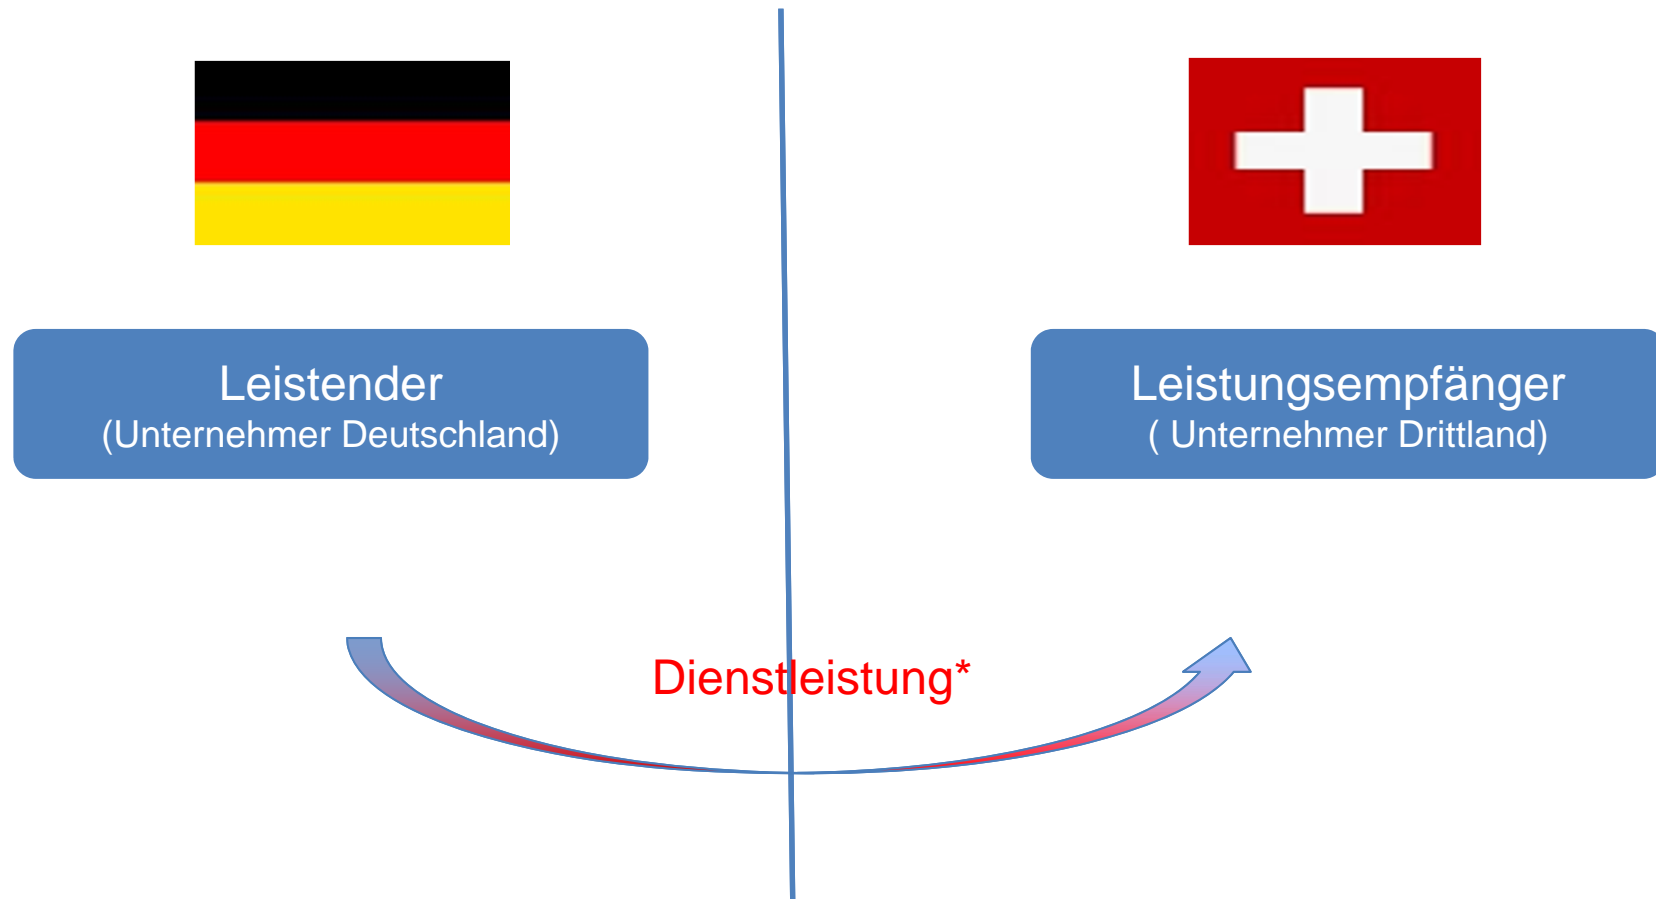 Leistender
(Unternehmer Deutschland)
Leistungsempfänger
( Unternehmer Drittland)
Dienstleistung*